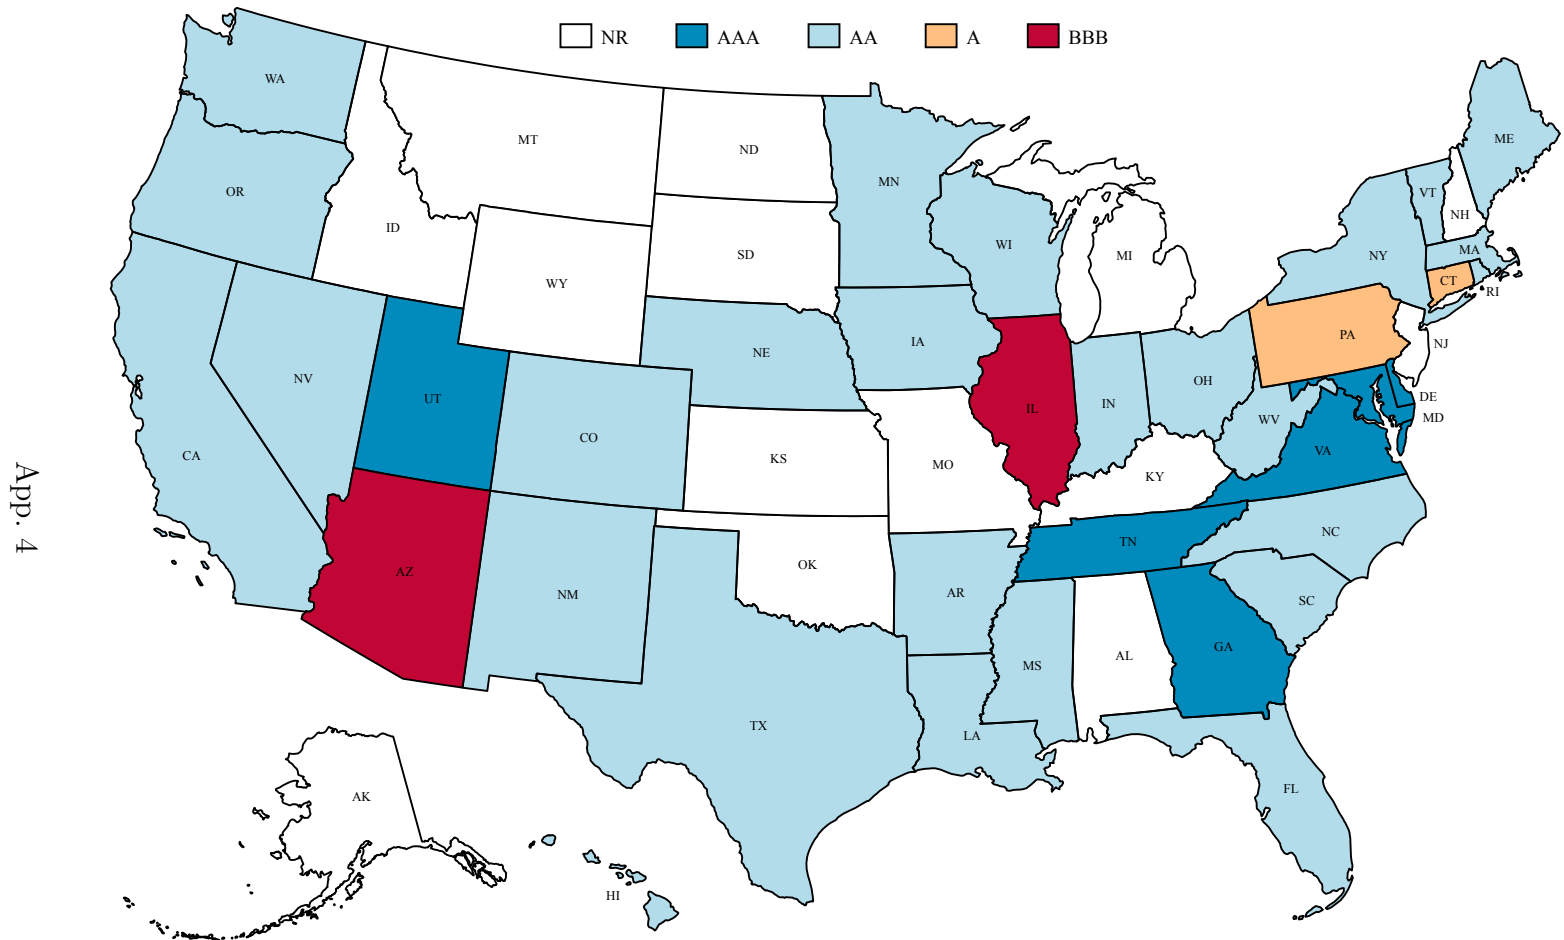 NR AAA AA A BBB
WA
ME
MT
ND
MN
OR
VT
NH
ID
WI
MA
SD
MI
NY
WY
CT
RI
PA
IA
NJ
NE
NV
OH
UT
DE
IN
IL
MD
WV
CO
VA
CA
KS
MO
KY
NC
TN
OK
AZ
AR
NM
SC
GA
AL
MS
TX
LA
FL
AK
HI
App. 4